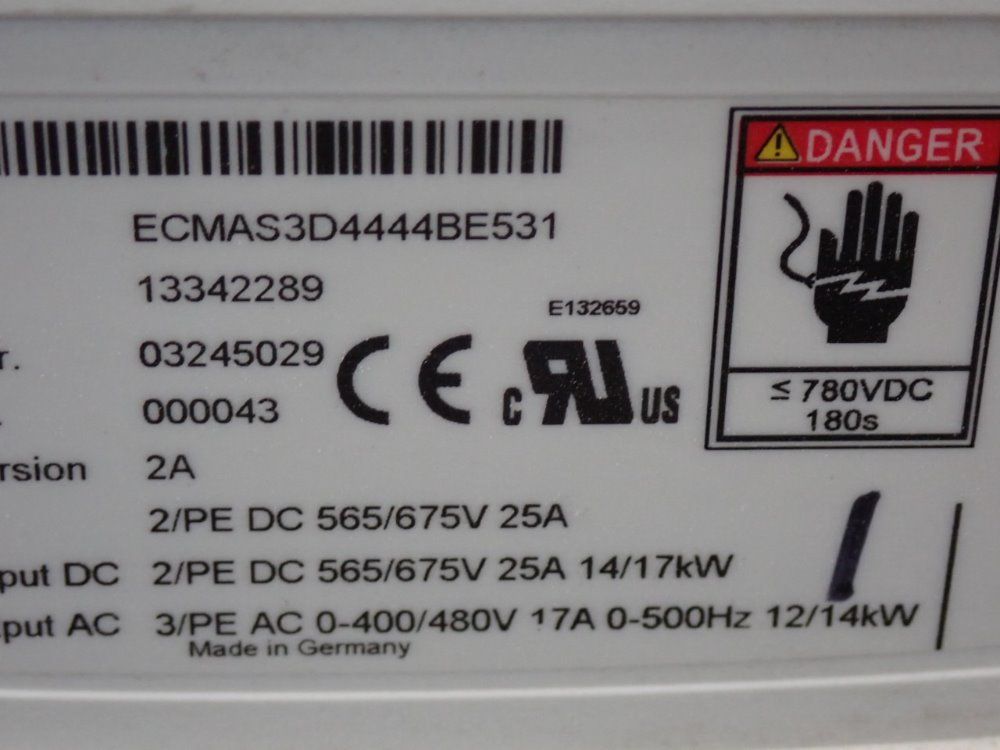 ECMAS3D4444BE531
13342289
r. 03245029
000043
rsion 2A
2/PE DC 565/675V 25A
put DC 2/PE DC 565/675V 25A 14/17kW
tput AC 3/PE AC 0-400/480V 17A 0-500Hz 12/14kW
Made in Germany
CE
E132659
c RU US
DANGER
≤ 780VDC
180s